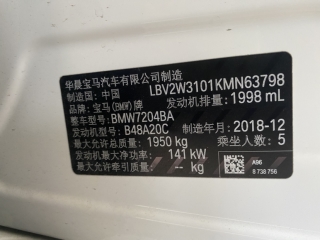 华晨宝马汽车有限公司制造
制造国：中国 LBV2W3101KMN63798
品牌：宝马(BMW)牌 发动机排量：1998 mL
整车型号：BMW7204BA
发动机型号：B48A20C 制造年月：2018-12
最大允许总质量：1950 kg 乘坐人数：5
发动机最大净功率：141 kW
最大允许牵引质量：-- kg
A96
8 738 756